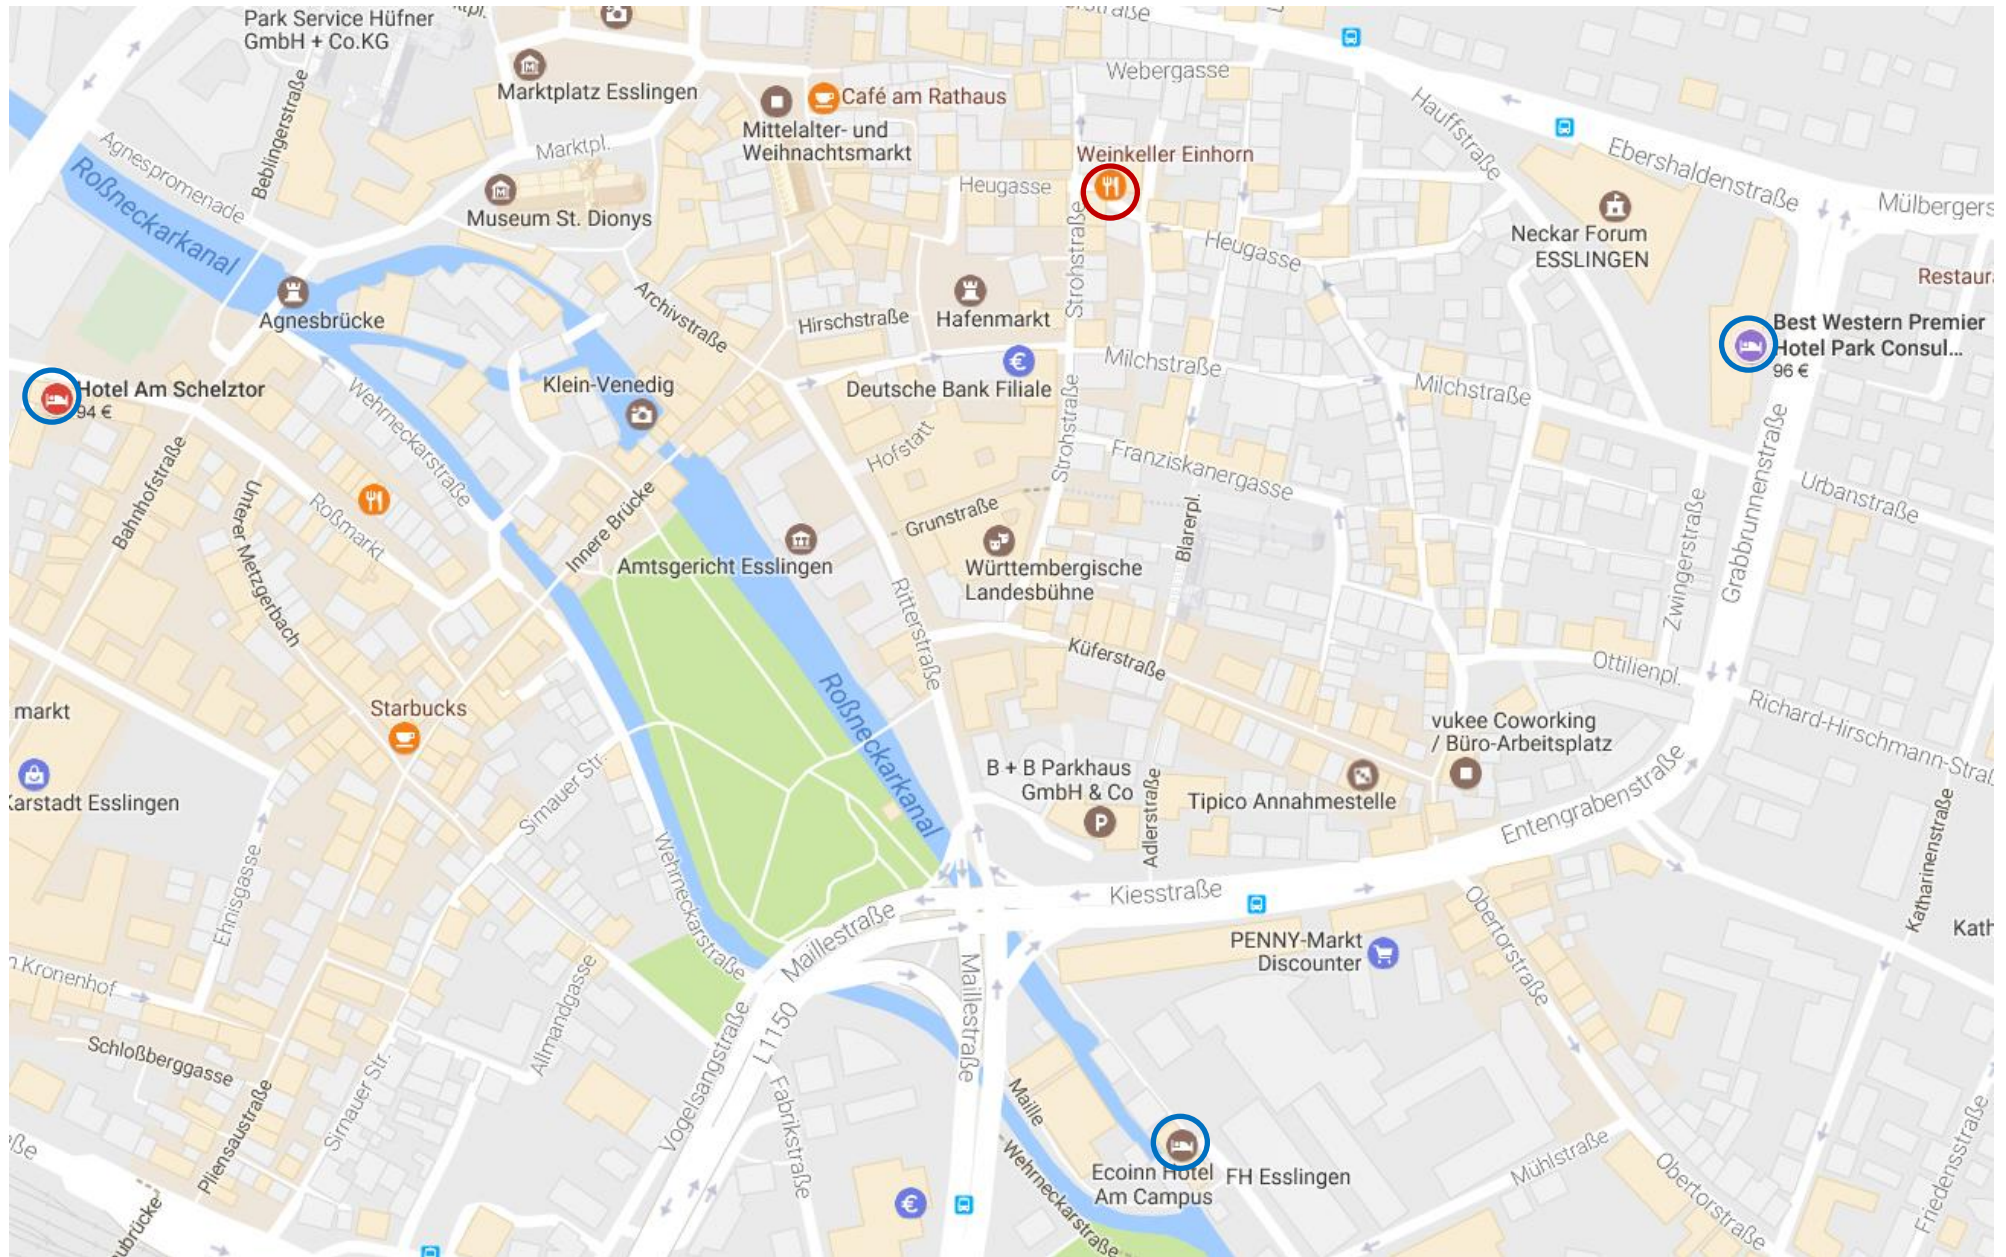 Park Service Hüfner
GmbH + Co.KG
Webergasse
Marktplatz Esslingen
Café am Rathaus
Hauffstraße
Beblingerstraße
Mittelalter- und
Weihnachtsmarkt
Marktpl.
Weinkeller Einhorn
Ebershaldenstraße
Agnespromenade
Roßneckarkanal
Heugasse
Museum St. Dionys
Mülbergers
Neckar Forum
ESSLINGEN
Heugasse
Strohstraße
Restaur
Agnesbrücke
Archivstraße
Hirschstraße
Hafenmarkt
Best Western Premier
Hotel Park Consul...
96 €
Milchstraße
Milchstraße
Hotel Am Schelztor
94 €
Klein-Venedig
Deutsche Bank Filiale
Wehrneckarstraße
Strohstraße
Hofstatt
Franziskanergasse
Bahnhofstraße
Unterer Metzgerbach
Roßmarkt
Innere Brücke
Grunstraße
Blarerpl.
Zwingerstraße
Grabbrunnenstraße
Urbanstraße
Amtsgericht Esslingen
Württembergische
Landesbühne
Ritterstraße
Küferstraße
Ottilienpl.
Richard-Hirschmann-Straß
markt
Starbucks
Roßneckarkanal
vukee Coworking
/ Büro-Arbeitsplatz
B + B Parkhaus
GmbH & Co
P
Karstadt Esslingen
Sirnauer Str.
Adlerstraße
Tipico Annahmestelle
Entengrabenstraße
Katharinenstraße
Ehnisgasse
Wehrneckarstraße
Kiesstraße
Maillestraße
Obertorstraße
Kath
PENNY-Markt
Discounter
n Kronenhof
Allmandgasse
Maillestraße
L1150
Vogelsangstraße
Schloßberggasse
Pliensaustraße
Sirnauer Str.
Fabrikstraße
Maille
Wehrneckarstraße
Ecoinn Hotel
Am Campus
FH Esslingen
Mühlstraße
Obertorstraße
Friedensstraße
aße
ubrücke